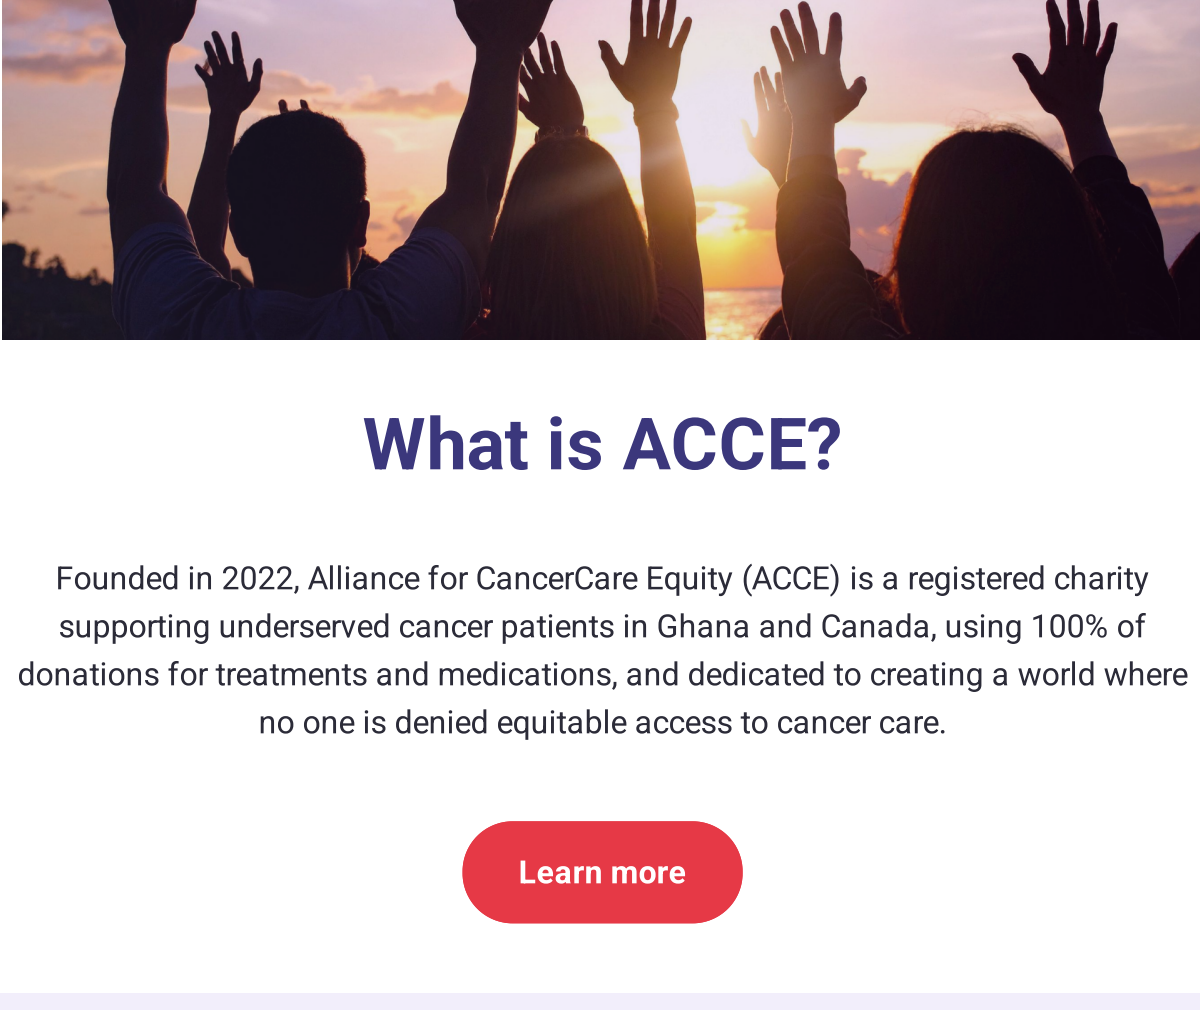 What is ACCE?
Founded in 2022, Alliance for CancerCare Equity (ACCE) is a registered charity
supporting underserved cancer patients in Ghana and Canada, using 100% of
donations for treatments and medications, and dedicated to creating a world where
no one is denied equitable access to cancer care.
Learn more